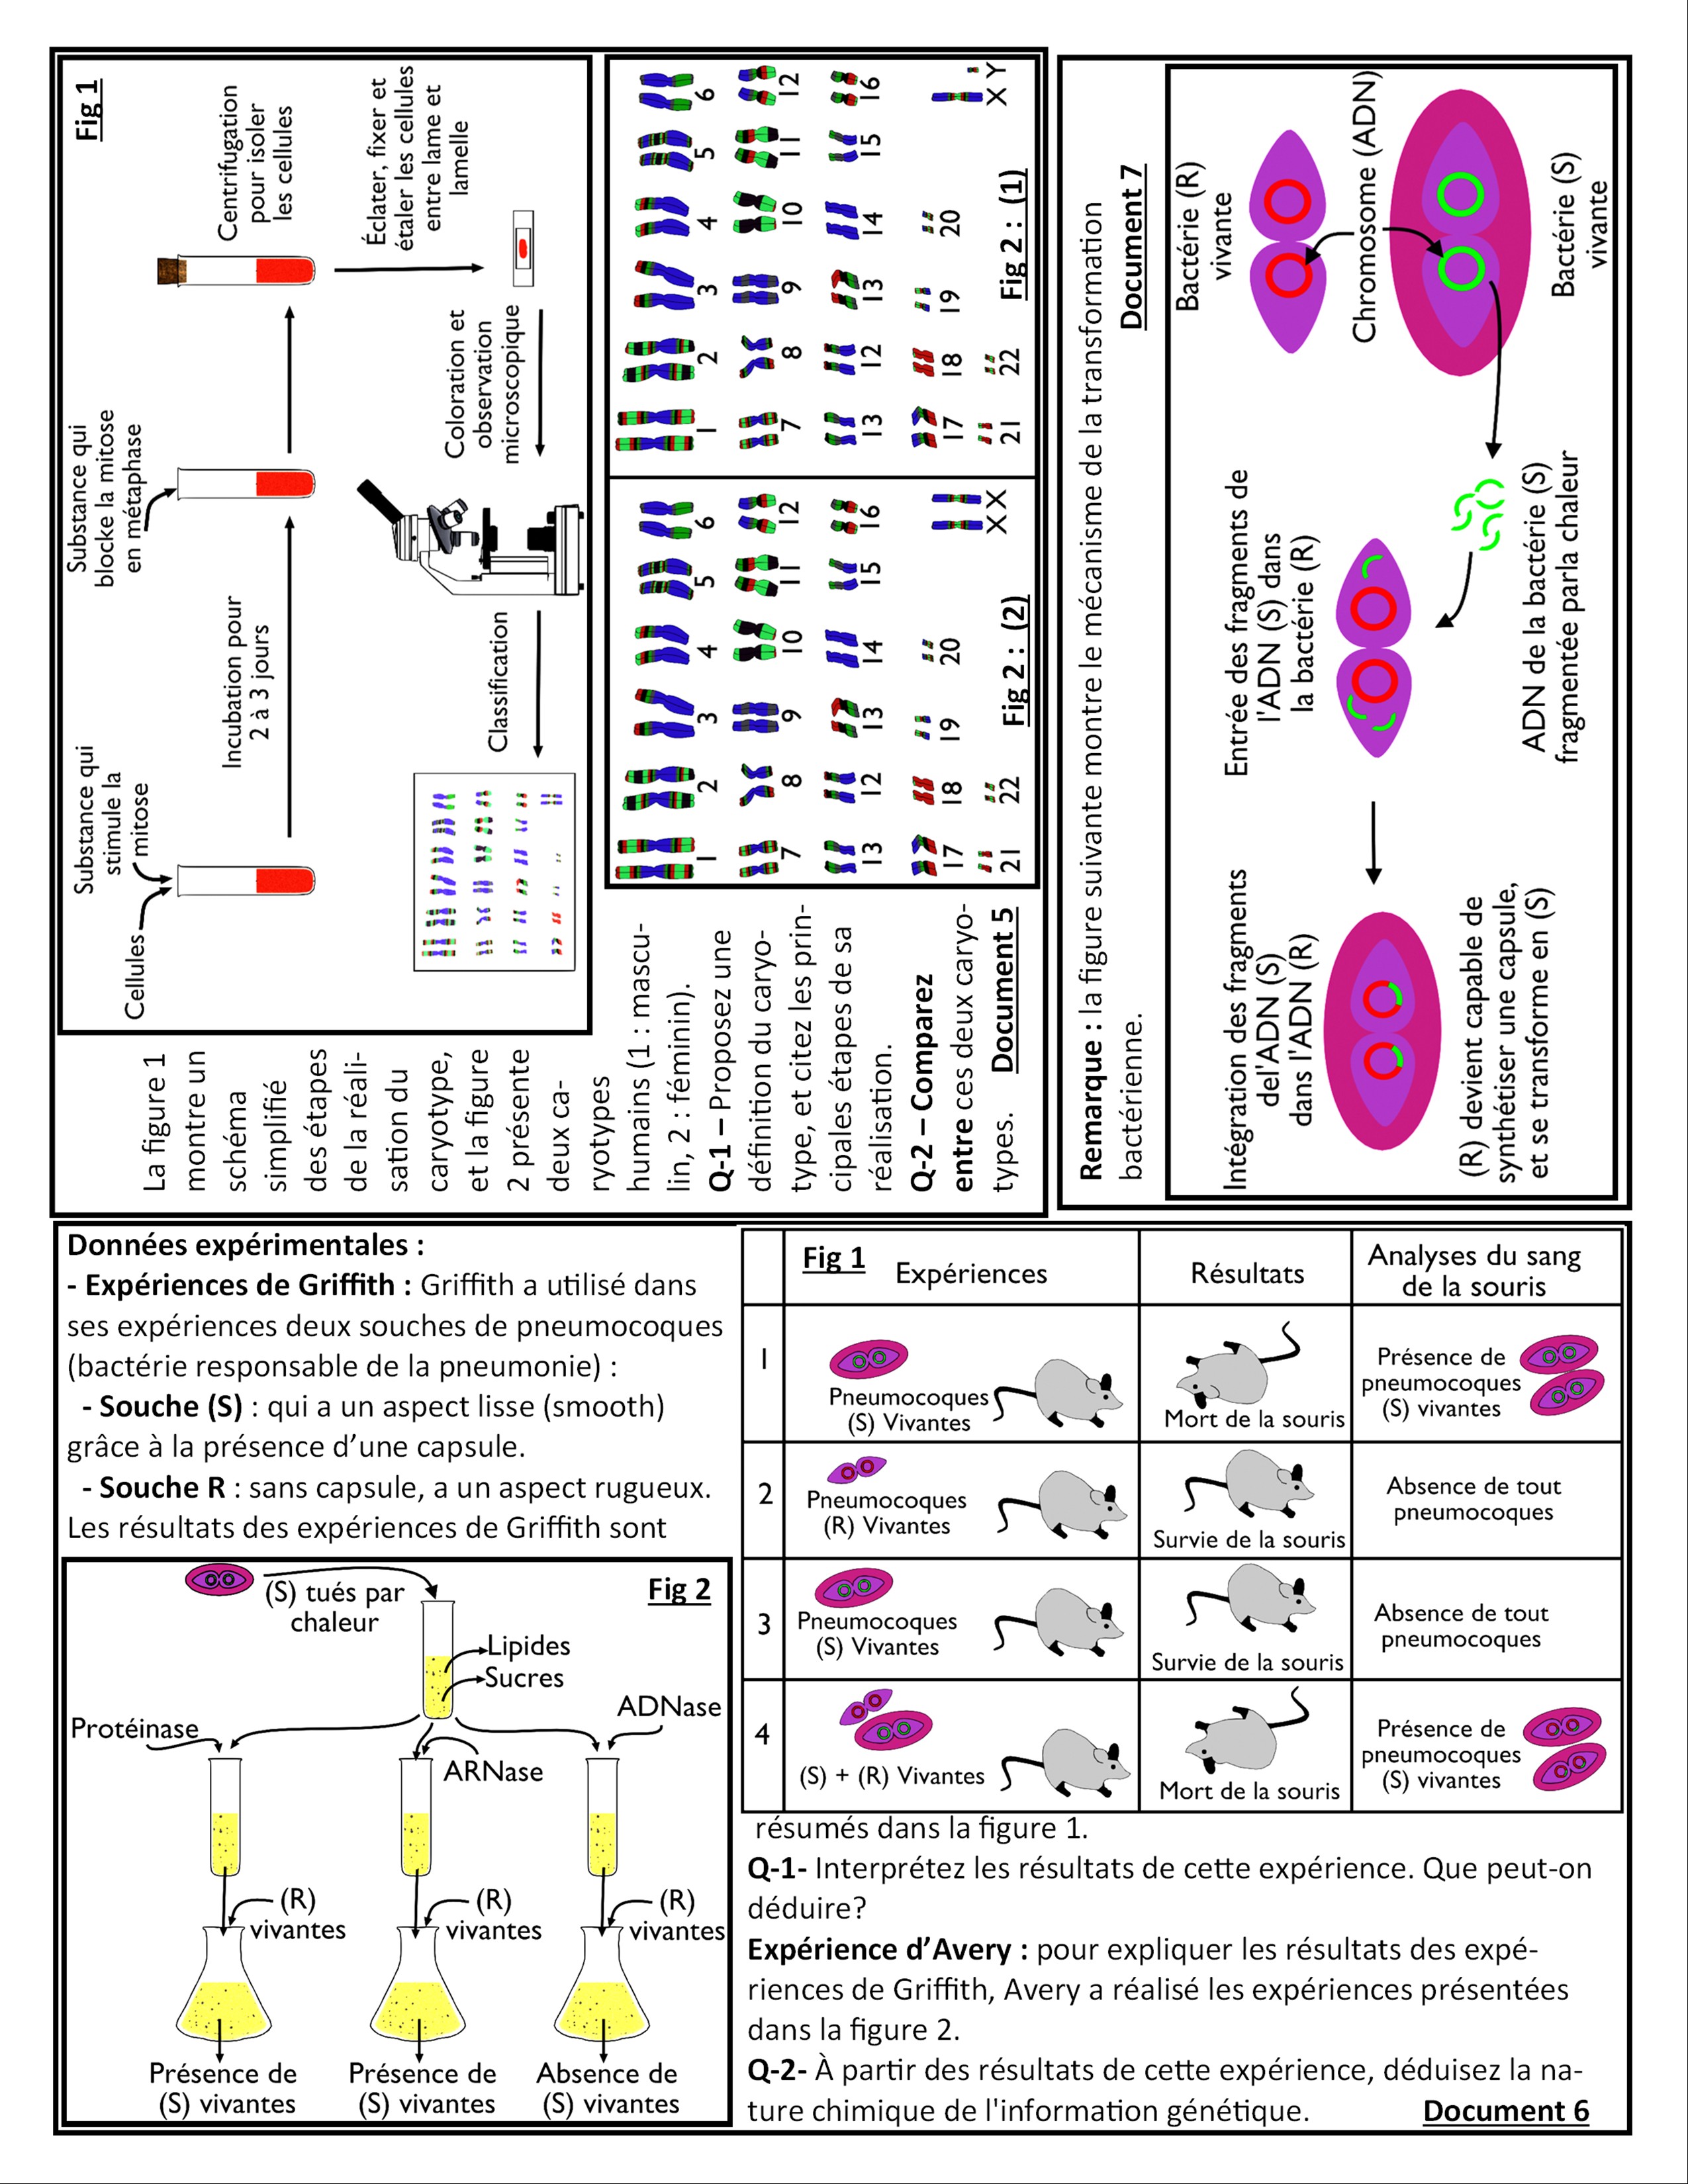 La figure 1
montre un
schéma
simplifié
des étapes
de la réali-
sation du
caryotype,
et la figure
2 présente
deux ca-
ryotypes
humains (1 : mascu-
lin, 2 : féminin).
Q-1 – Proposez une
définition du caryo-
type, et citez les prin-
cipales étapes de sa
réalisation.
Q-2 – Comparez
entre ces deux caryo-
types. Document 5
Fig 1
Cellules
Substance qui
stimule la
mitose
Incubation pour
2 à 3 jours
Substance qui
blocke la mitose
en métaphase
Centrifugation
pour isoler
les cellules
Éclater, fixer et
étaler les cellules
entre lame et
lamelle
Coloration et
observation
microscopique
Classification
1 2 3 4 5 6
7 8 9 10 11 12
13 12 13 14 15 16
17 18 19 20 X X
21 22 Fig 2 : (2)
1 2 3 4 5 6
7 8 9 10 11 12
13 12 13 14 15 16
17 18 19 20 X Y
21 22 Fig 2 : (1)
Remarque : la figure suivante montre le mécanisme de la transformation
bactérienne.
Document 7
Bactérie (R)
vivante
Chromosome (ADN)
Bactérie (S)
vivante
Entrée des fragments de
l'ADN (S) dans
la bactérie (R)
ADN de la bactérie (S)
fragmentée parla chaleur
Intégration des fragments
del'ADN (S)
dans l'ADN (R)
(R) devient capable de
synthétiser une capsule,
et se transforme en (S)
Données expérimentales :
- Expériences de Griffith : Griffith a utilisé dans
ses expériences deux souches de pneumocoques
(bactérie responsable de la pneumonie) :
- Souche (S) : qui a un aspect lisse (smooth)
grâce à la présence d’une capsule.
- Souche R : sans capsule, a un aspect rugueux.
Les résultats des expériences de Griffith sont
Fig 2
(S) tués par
chaleur
Lipides
Sucres
Protéinase
ARNase
ADNase
(R)
vivantes
(R)
vivantes
(R)
vivantes
Présence de
(S) vivantes
Présence de
(S) vivantes
Absence de
(S) vivantes
Fig 1
Expériences
Résultats
Analyses du sang
de la souris
1
Pneumocoques
(S) Vivantes
Mort de la souris
Présence de
pneumocoques
(S) vivantes
2
Pneumocoques
(R) Vivantes
Survie de la souris
Absence de tout
pneumocoques
3
Pneumocoques
(S) Vivantes
Survie de la souris
Absence de tout
pneumocoques
4
(S) + (R) Vivantes
Mort de la souris
Présence de
pneumocoques
(S) vivantes
résumés dans la figure 1.
Q-1- Interprétez les résultats de cette expérience. Que peut-on
déduire?
Expérience d’Avery : pour expliquer les résultats des expé-
riences de Griffith, Avery a réalisé les expériences présentées
dans la figure 2.
Q-2- À partir des résultats de cette expérience, déduisez la na-
ture chimique de l'information génétique. Document 6